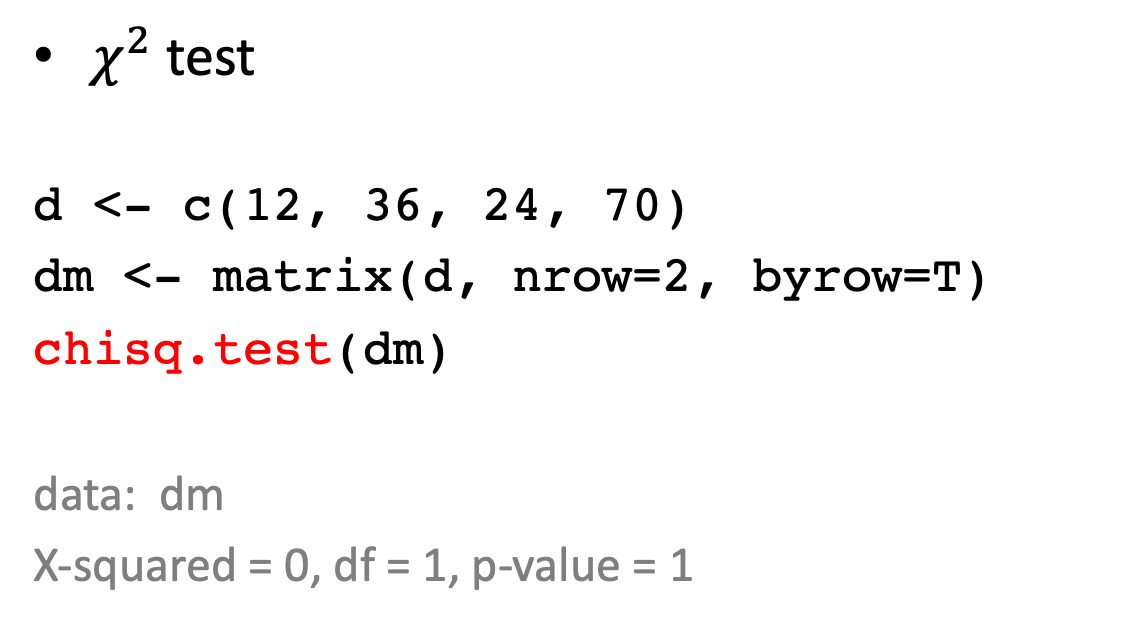 • 𝜒² test
d <- c(12, 36, 24, 70)
dm <- matrix(d, nrow=2, byrow=T)
chisq.test(dm)
data:  dm
X-squared = 0, df = 1, p-value = 1